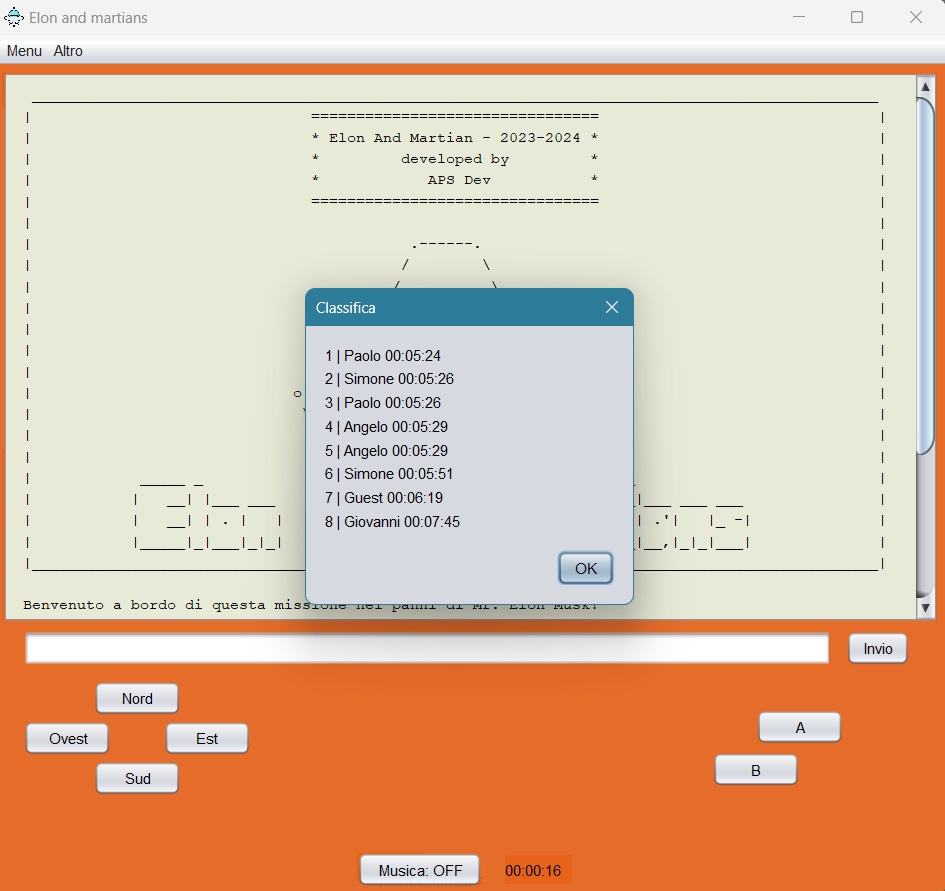 Elon and martians
Menu Altro
* Elon And Martian - 2023-2024 *
* developed by *
* APS Dev *
Classifica
1 | Paolo 00:05:24
2 | Simone 00:05:26
3 | Paolo 00:05:26
4 | Angelo 00:05:29
5 | Angelo 00:05:29
6 | Simone 00:05:51
7 | Guest 00:06:19
8 | Giovanni 00:07:45
OK
Benvenuto a bordo di questa missione nei panni di Mr. Elon Musk!
Invio
Nord
Ovest
Est
Sud
A
B
Musica: OFF
00:00:16